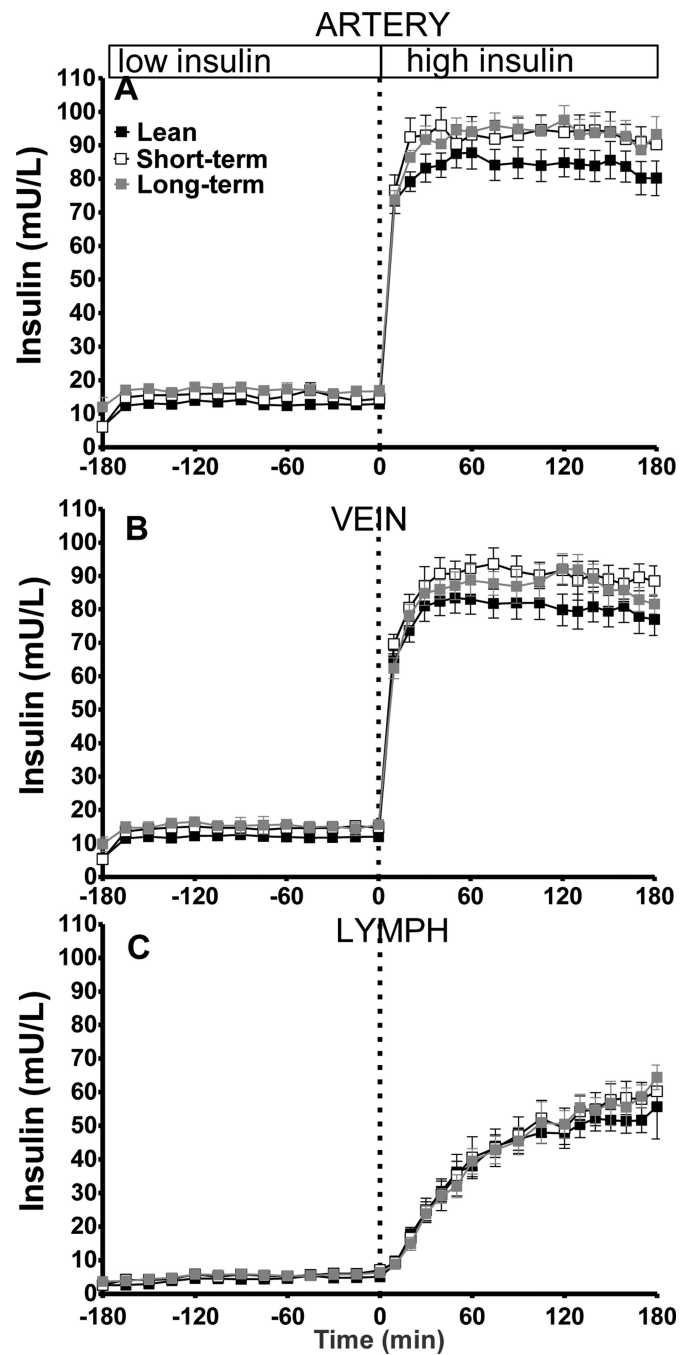 ARTERY
low insulin high insulin
A
Lean
Short-term
Long-term
Insulin (mU/L)
110
100
90
80
70
60
50
40
30
20
10
0
-180 -120 -60 0 60 120 180
B VEIN
Insulin (mU/L)
110
100
90
80
70
60
50
40
30
20
10
0
-180 -120 -60 0 60 120 180
C LYMPH
Insulin (mU/L)
110
100
90
80
70
60
50
40
30
20
10
0
-180 -120 -60 0 60 120 180
Time (min)